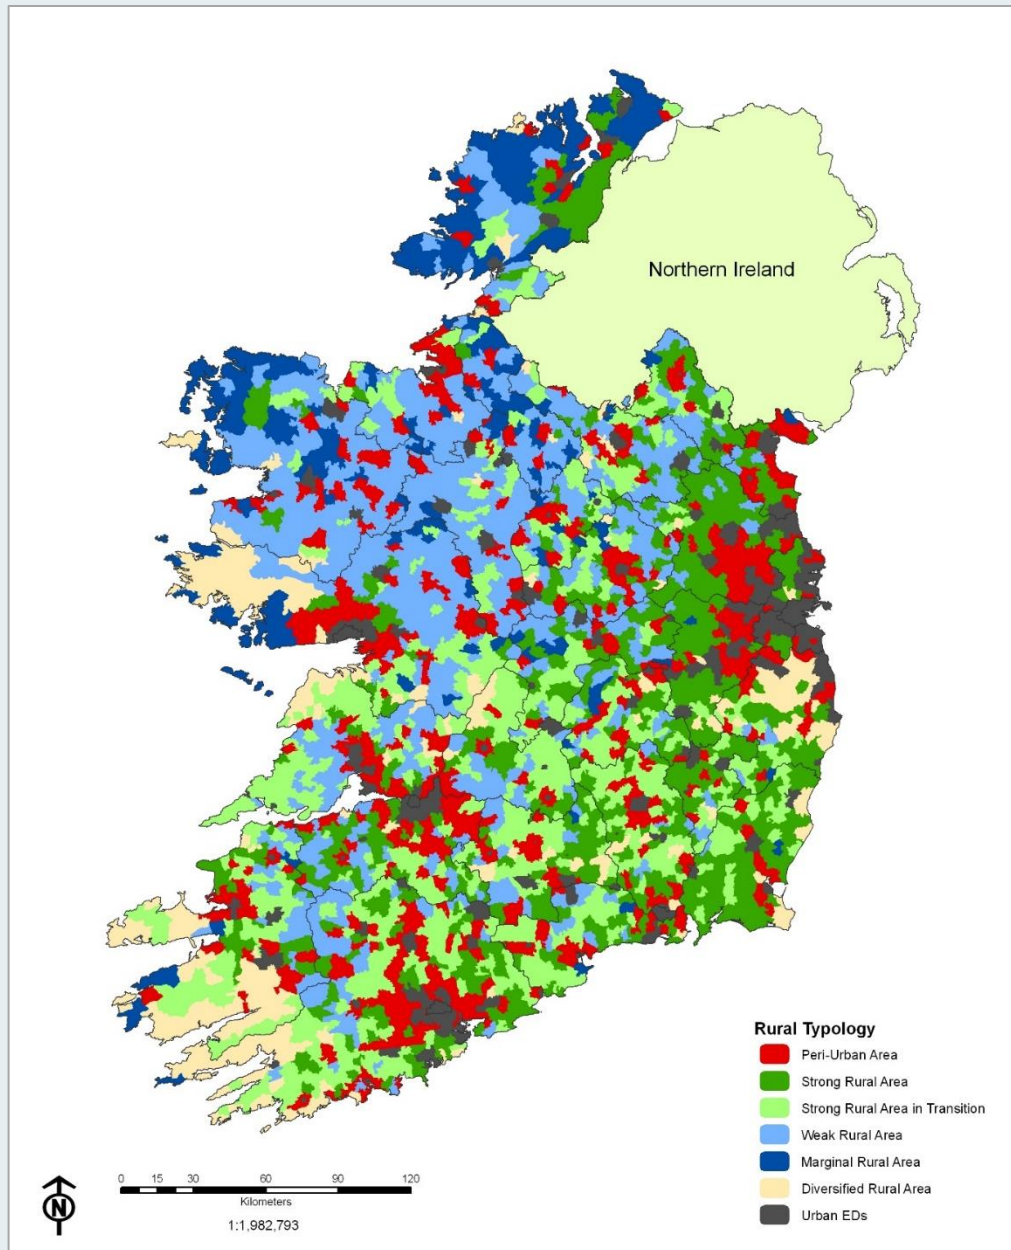 Northern Ireland
Rural Typology
Peri-Urban Area
Strong Rural Area
Strong Rural Area in Transition
Weak Rural Area
Marginal Rural Area
Diversified Rural Area
Urban EDs
0 15 30 60 90 120
Kilometers
1:1,982,793
N